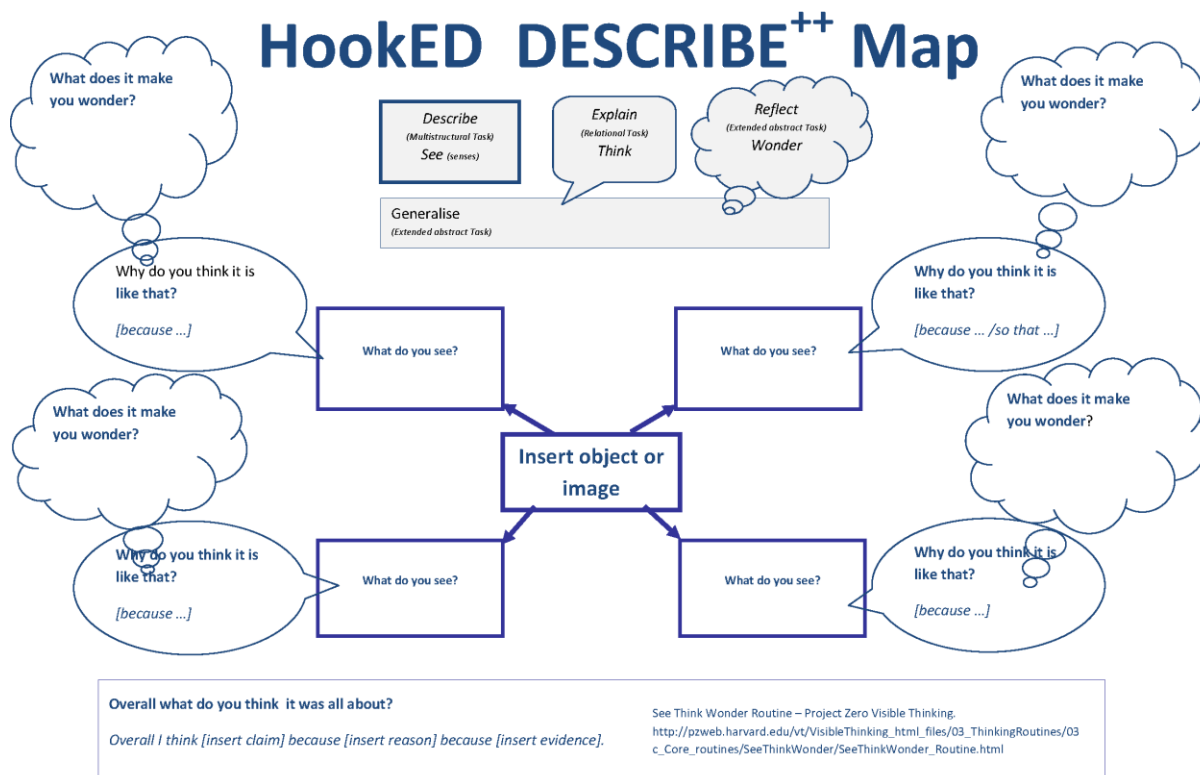 HookED DESCRIBE++ Map
What does it make
you wonder?
What does it make
you wonder?
Describe
(Multistructural Task)
See (senses)
Explain
(Relational Task)
Think
Reflect
(Extended abstract Task)
Wonder
Generalise
(Extended abstract Task)
Why do you think it is
like that?
[because …]
What do you see?
What do you see?
Why do you think it is
like that?
[because … /so that …]
What does it make
you wonder?
What does it make
you wonder?
Insert object or
image
Why do you think it is
like that?
[because …]
What do you see?
What do you see?
Why do you think it is
like that?
[because …]
Overall what do you think it was all about?
Overall I think [insert claim] because [insert reason] because [insert evidence].
See Think Wonder Routine – Project Zero Visible Thinking.
http://pzweb.harvard.edu/vt/VisibleThinking_html_files/03_ThinkingRoutines/03
c_Core_routines/SeeThinkWonder/SeeThinkWonder_Routine.html